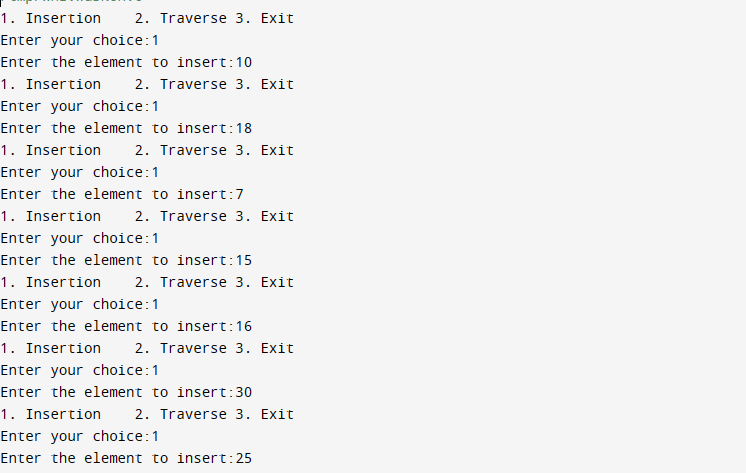 1. Insertion    2. Traverse 3. Exit
Enter your choice:1
Enter the element to insert:10
1. Insertion    2. Traverse 3. Exit
Enter your choice:1
Enter the element to insert:18
1. Insertion    2. Traverse 3. Exit
Enter your choice:1
Enter the element to insert:7
1. Insertion    2. Traverse 3. Exit
Enter your choice:1
Enter the element to insert:15
1. Insertion    2. Traverse 3. Exit
Enter your choice:1
Enter the element to insert:16
1. Insertion    2. Traverse 3. Exit
Enter your choice:1
Enter the element to insert:30
1. Insertion    2. Traverse 3. Exit
Enter your choice:1
Enter the element to insert:25